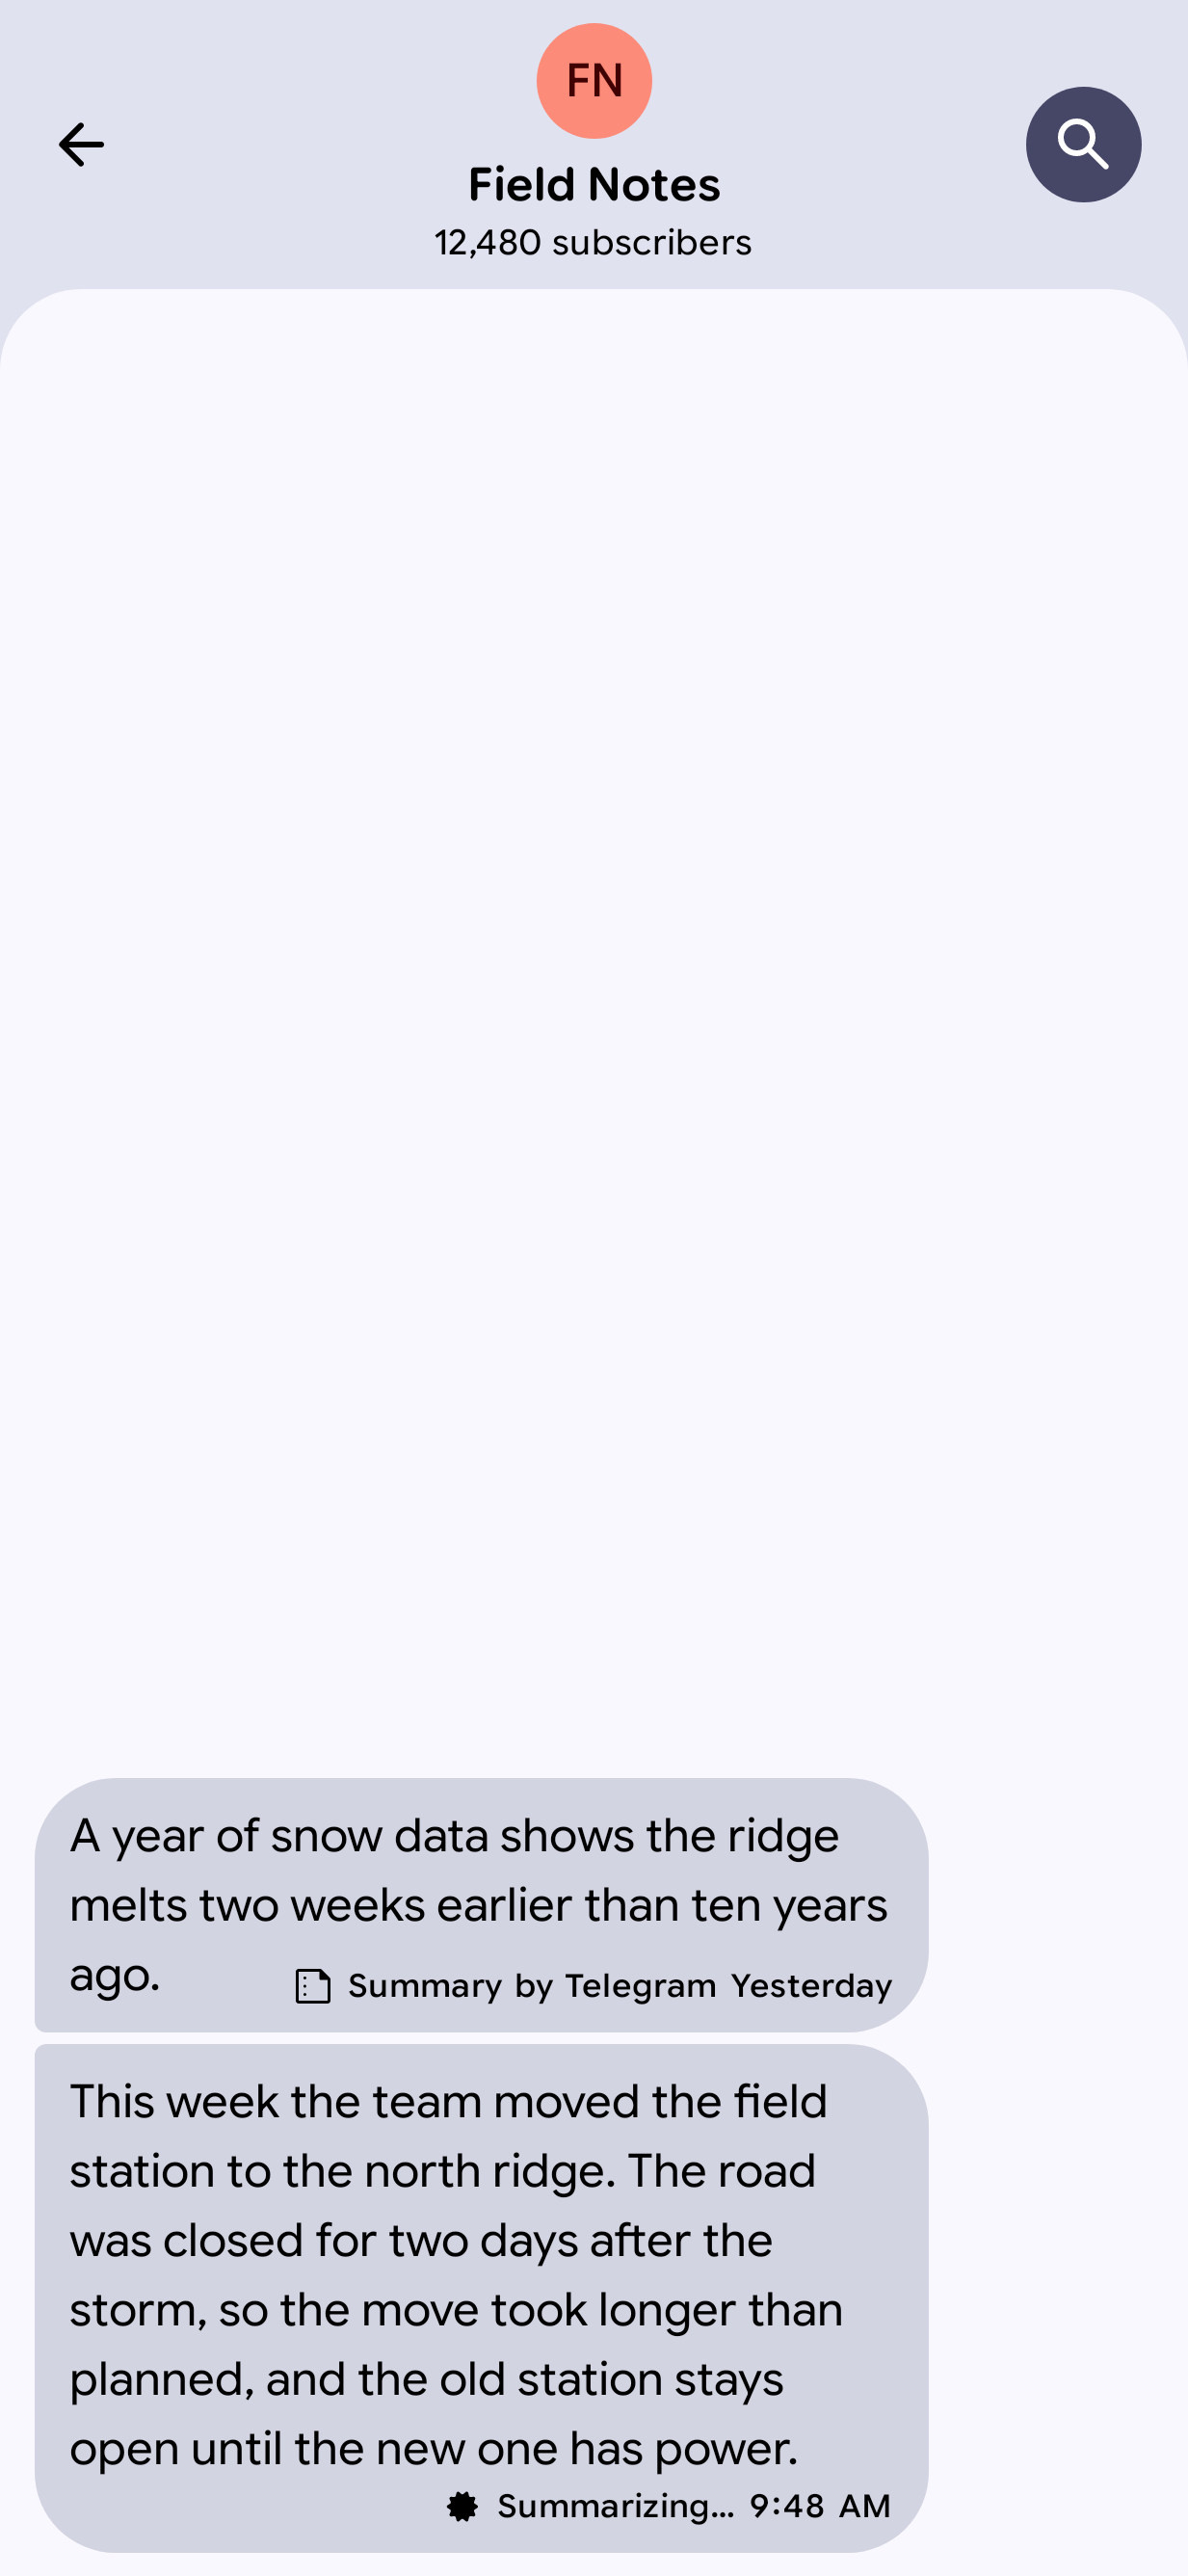 FN
Field Notes
12,480 subscribers
A year of snow data shows the ridge
melts two weeks earlier than ten years
ago.
Summary by Telegram Yesterday
This week the team moved the field
station to the north ridge. The road
was closed for two days after the
storm, so the move took longer than
planned, and the old station stays
open until the new one has power.
Summarizing... 9:48 AM